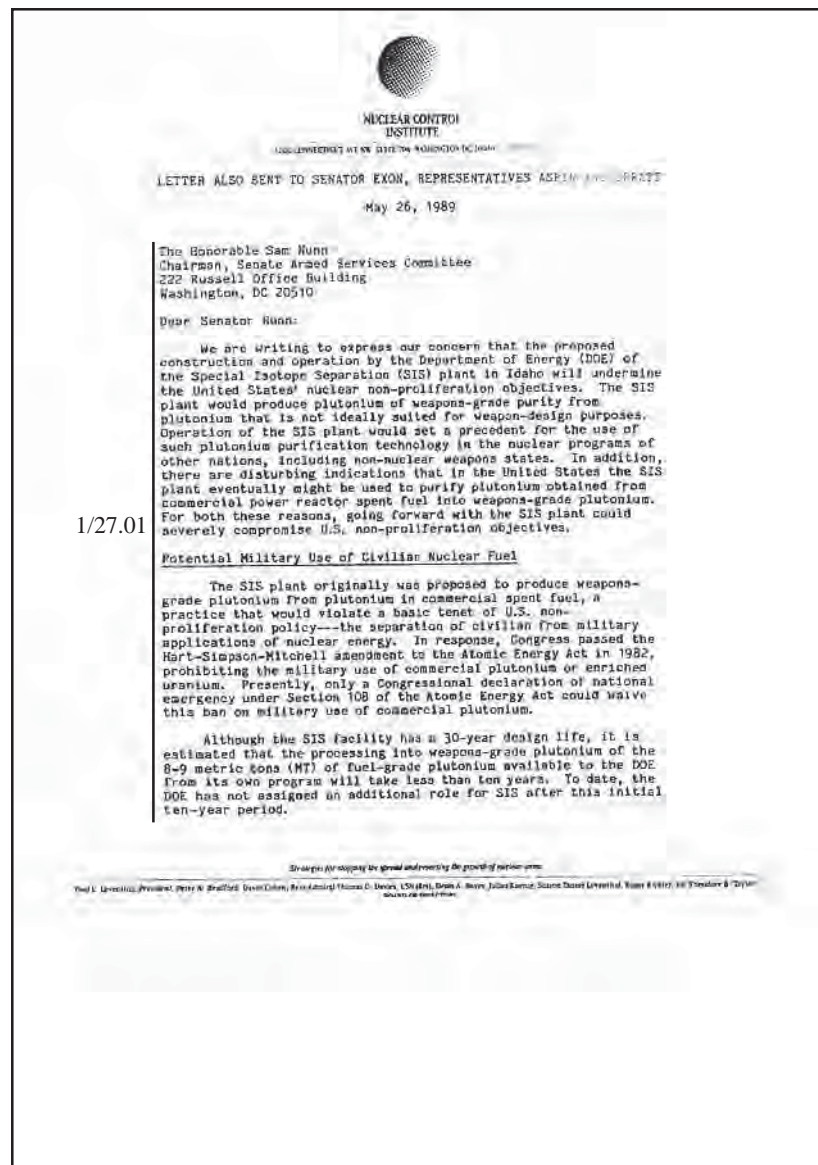 NUCLEAR CONTROL
INSTITUTE
LETTER ALSO SENT TO SENATOR EXON, REPRESENTATIVES ASPIN
May 26, 1989
The Honorable Sam Nunn
Chairman, Senate Armed Services Committee
222 Russell Office Building
Washington, DC 20510
Dear Senator Nunn:
We are writing to express our concern that the proposed
construction and operation by the Department of Energy (DOE) of
the Special Isotope Separation (SIS) plant in Idaho will undermine
the United States' nuclear non-proliferation objectives. The SIS
plant would produce plutonium of weapons-grade purity from
plutonium that is not ideally suited for weapon-design purposes.
Operation of the SIS plant would set a precedent for the use of
such plutonium purification technology in the nuclear programs of
other nations, including non-nuclear weapons states. In addition,
there are disturbing indications that in the United States the SIS
plant eventually might be used to purify plutonium obtained from
commercial power reactor spent fuel into weapons-grade plutonium.
1/27.01
For both these reasons, going forward with the SIS plant could
severely compromise U.S. non-proliferation objectives.
Potential Military Use of Civilian Nuclear Fuel
The SIS plant originally was proposed to produce weapons-
grade plutonium from plutonium in commercial spent fuel, a
practice that would violate a basic tenet of U.S. non-
proliferation policy---the separation of civilian from military
applications of nuclear energy. In response, Congress passed the
Hart-Simpson-Mitchell amendment to the Atomic Energy Act in 1982,
prohibiting the military use of commercial plutonium or enriched
uranium. Presently, only a Congressional declaration of national
emergency under Section 108 of the Atomic Energy Act could waive
this ban on military use of commercial plutonium.
Although the SIS facility has a 30-year design life, it is
estimated that the processing into weapons-grade plutonium of the
8-9 metric tons (MT) of fuel-grade plutonium available to the DOE
from its own program will take less than ten years. To date, the
DOE has not assigned an additional role for SIS after this initial
ten-year period.
Strategies for stopping the spread and reversing the growth of nuclear arms.